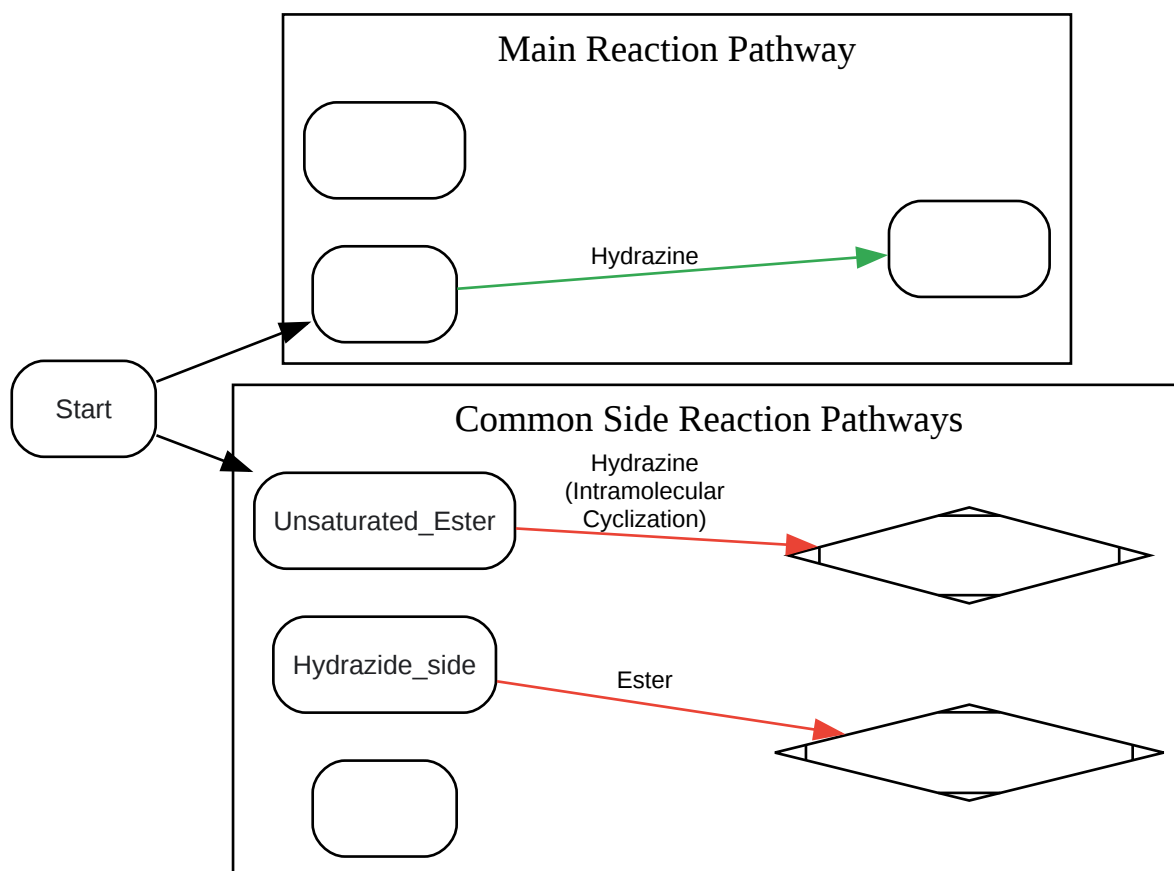 Main Reaction Pathway
Hydrazine
Start
Common Side Reaction Pathways
Hydrazine
(Intramolecular
Cyclization)
Unsaturated_Ester
Hydrazide_side
Ester